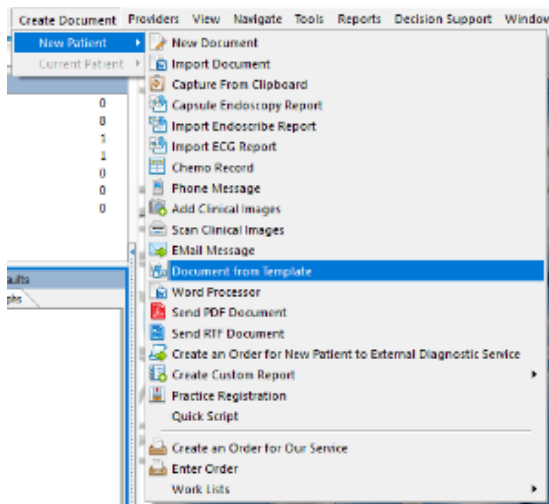 Create Document Providers View Navigate Tools Reports Decision Support Window
New Patient
Current Patient
New Document
Import Document
Capture From Clipboard
Capsule Endoscopy Report
Import Endoscribe Report
Import ECG Report
Chemo Record
Phone Message
Add Clinical Images
Scan Clinical Images
EMail Message
Document from Template
Word Processor
Send PDF Document
Send RTF Document
Create an Order for New Patient to External Diagnostic Service
Create Custom Report
Practice Registration
Quick Script
Create an Order for Our Service
Enter Order
Work Lists
0
0
1
1
0
0
0